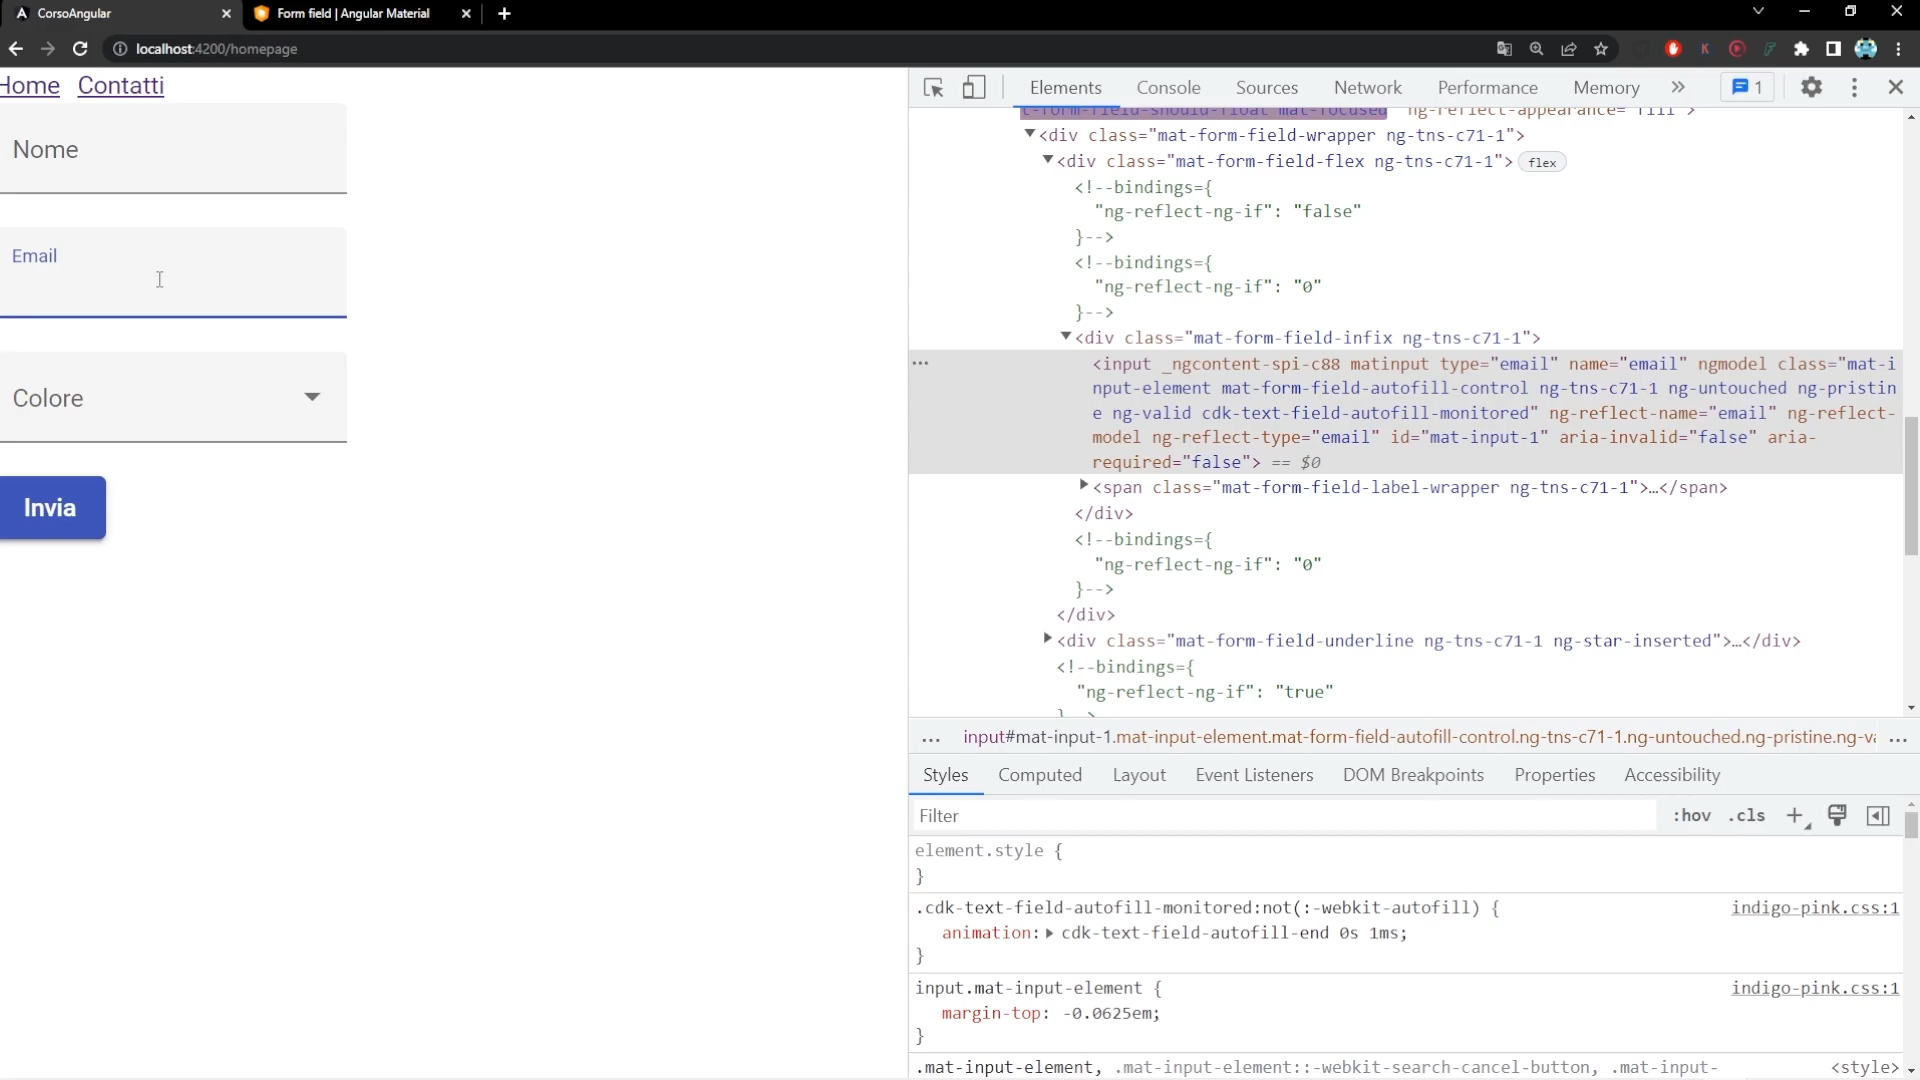 CorsoAngular
Form field | Angular Material
localhost:4200/homepage
Home Contatti
Nome
Email
Colore
Invia
Elements Console Sources Network Performance Memory 1
t-form-field-should-float mat-focused" ng-reflect-appearance="fill">
<div class="mat-form-field-wrapper ng-tns-c71-1">
<div class="mat-form-field-flex ng-tns-c71-1"> flex
<!--bindings={
"ng-reflect-ng-if": "false"
}-->
<!--bindings={
"ng-reflect-ng-if": "0"
}-->
<div class="mat-form-field-infix ng-tns-c71-1">
<input _ngcontent-spi-c88 matinput type="email" name="email" ngmodel class="mat-i
nput-element mat-form-field-autofill-control ng-tns-c71-1 ng-untouched ng-pristin
e ng-valid cdk-text-field-autofill-monitored" ng-reflect-name="email" ng-reflect-
model ng-reflect-type="email" id="mat-input-1" aria-invalid="false" aria-
required="false"> == $0
<span class="mat-form-field-label-wrapper ng-tns-c71-1">…</span>
</div>
<!--bindings={
"ng-reflect-ng-if": "0"
}-->
</div>
<div class="mat-form-field-underline ng-tns-c71-1 ng-star-inserted">…</div>
<!--bindings={
"ng-reflect-ng-if": "true"
}-->
... input#mat-input-1.mat-input-element.mat-form-field-autofill-control.ng-tns-c71-1.ng-untouched.ng-pristine.ng-va ...
Styles Computed Layout Event Listeners DOM Breakpoints Properties Accessibility
Filter :hov .cls
element.style {
}
.cdk-text-field-autofill-monitored:not(:-webkit-autofill) { indigo-pink.css:1
animation: cdk-text-field-autofill-end 0s 1ms;
}
input.mat-input-element { indigo-pink.css:1
margin-top: -0.0625em;
}
.mat-input-element, .mat-input-element::-webkit-search-cancel-button, .mat-input- <style>